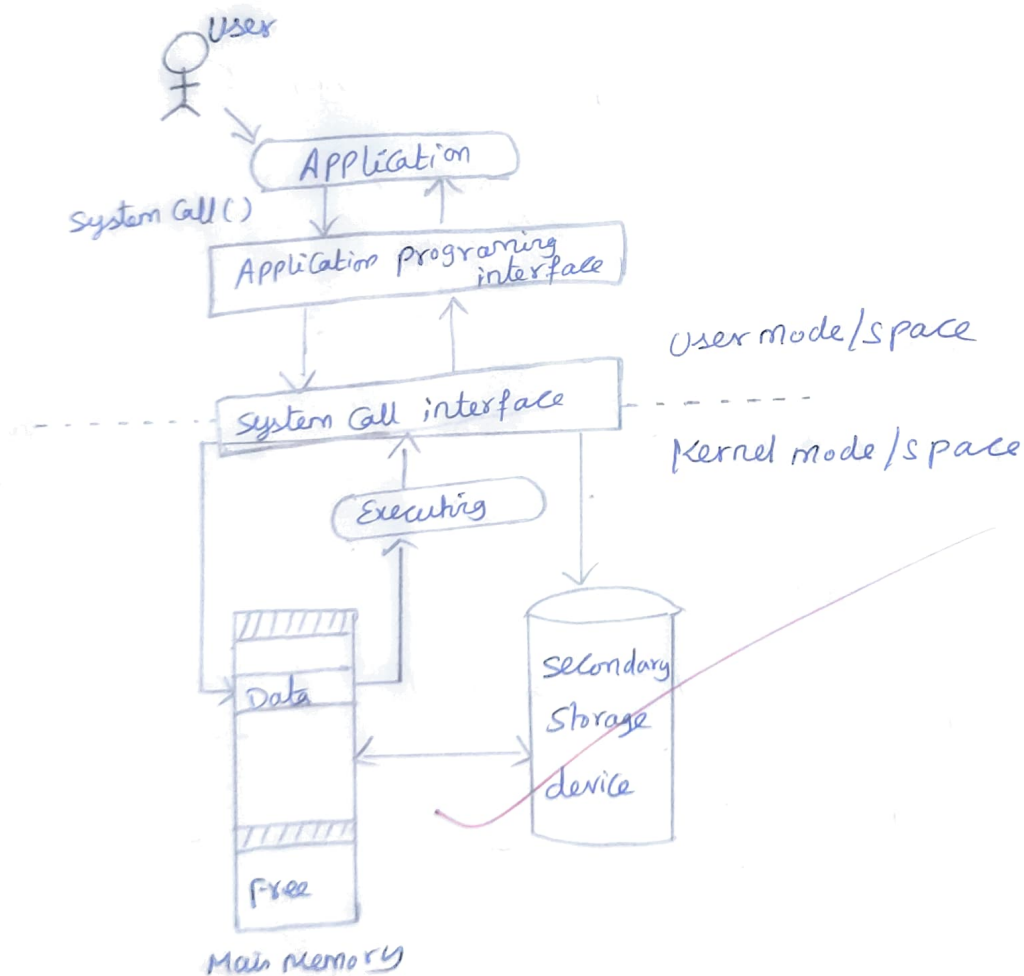 User
Application
System Call()
Application programing
interface
User mode/space
System Call interface
Kernel mode/space
Executing
Secondary
Data
Storage
device
Free
Main Memory